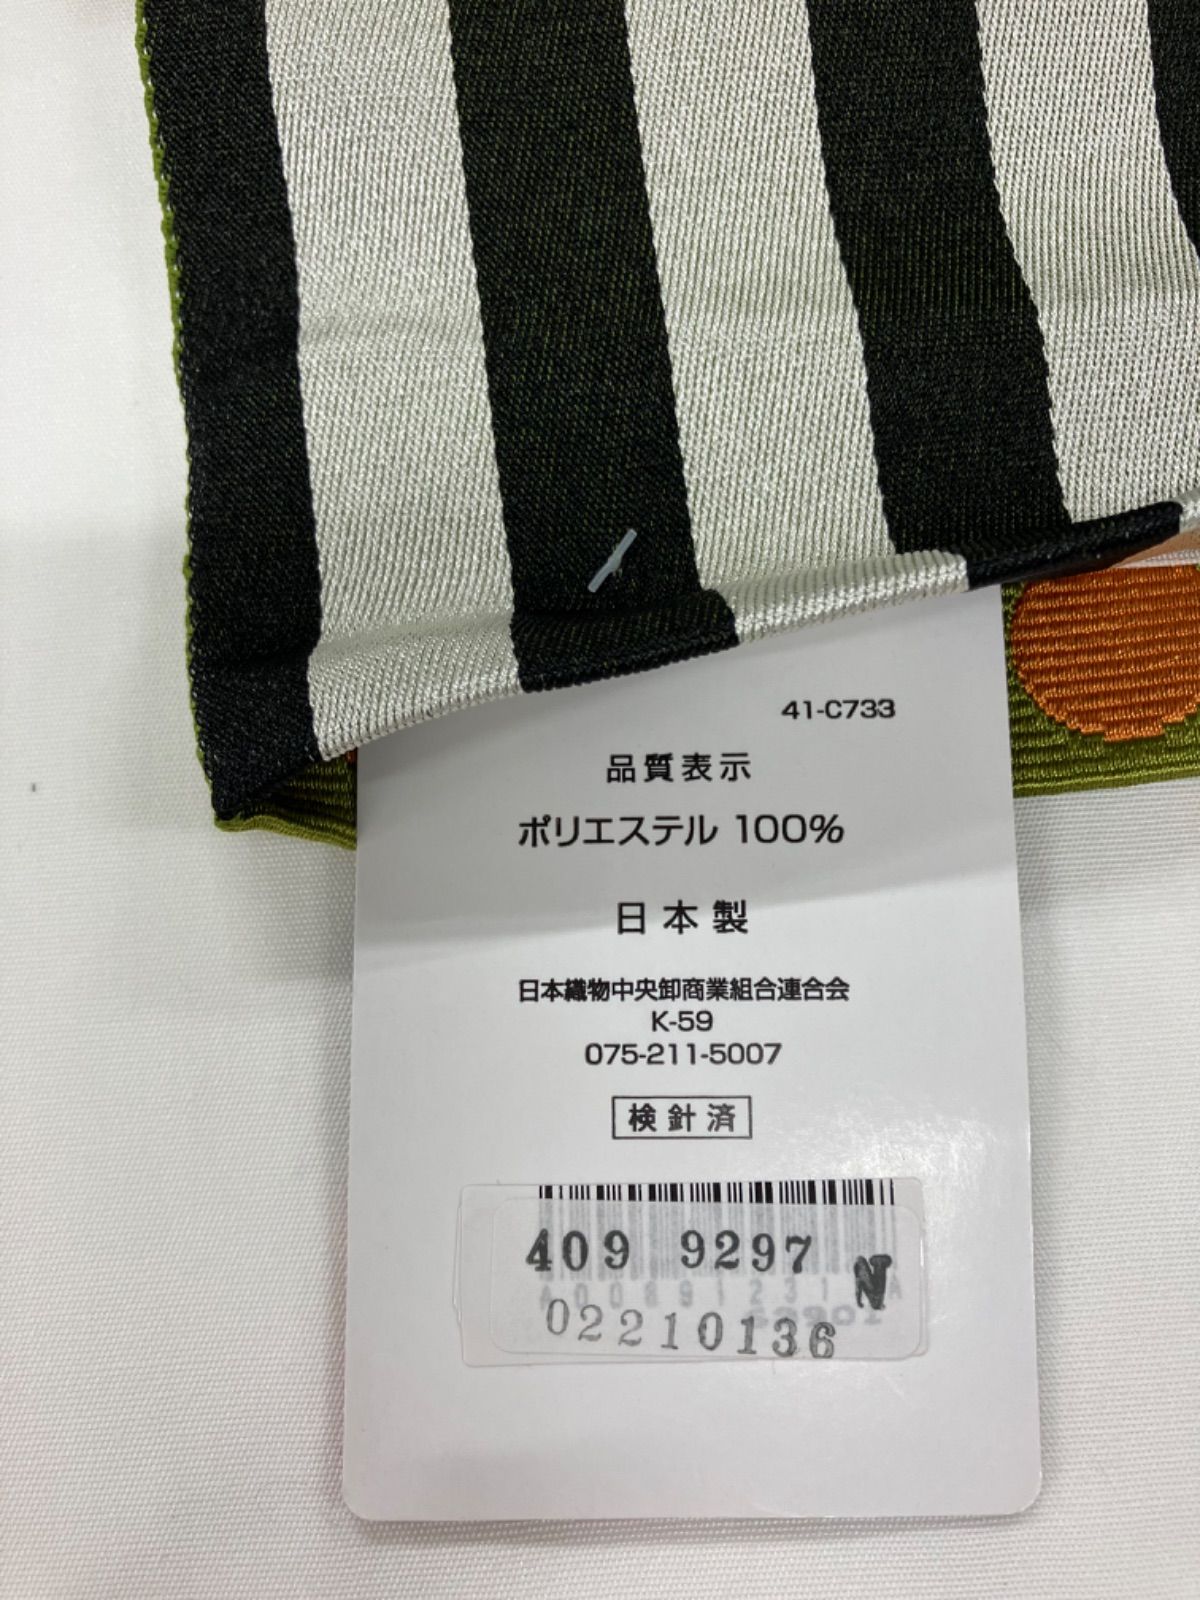 41-C733
品質表示
ポリエステル 100%
日本製
日本織物中央卸商業組合連合会
K-59
075-211-5007
検針済
409 9297 N
02210136